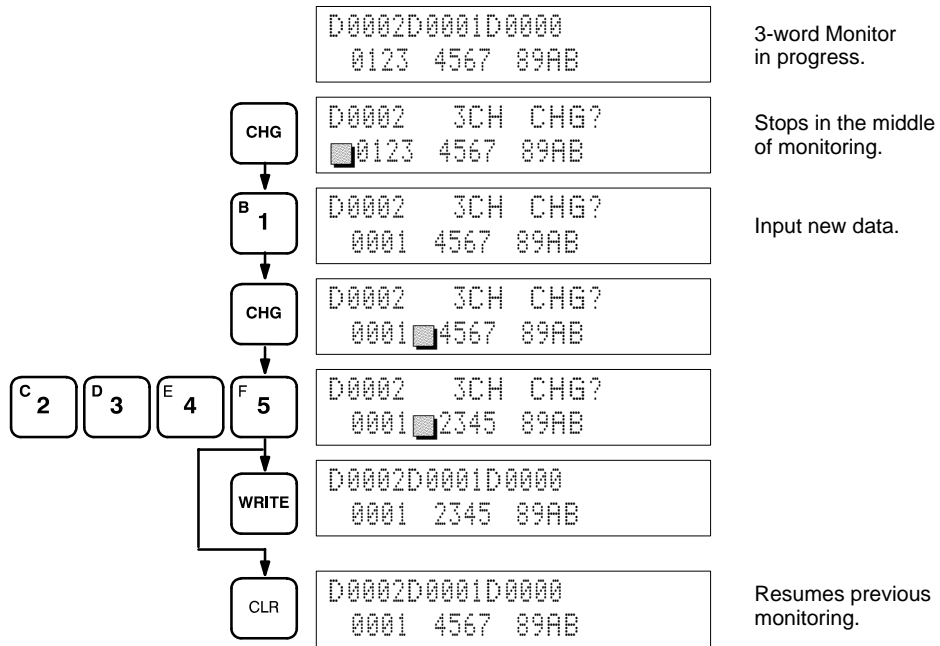 D0002D0001D0000
0123 4567 89AB
3-word Monitor
in progress.
CHG
D0002 3CH CHG?
0123 4567 89AB
Stops in the middle
of monitoring.
B 1
D0002 3CH CHG?
0001 4567 89AB
Input new data.
CHG
D0002 3CH CHG?
0001 4567 89AB
C 2 D 3 E 4 F 5
D0002 3CH CHG?
0001 2345 89AB
WRITE
D0002D0001D0000
0001 2345 89AB
CLR
D0002D0001D0000
0001 4567 89AB
Resumes previous
monitoring.